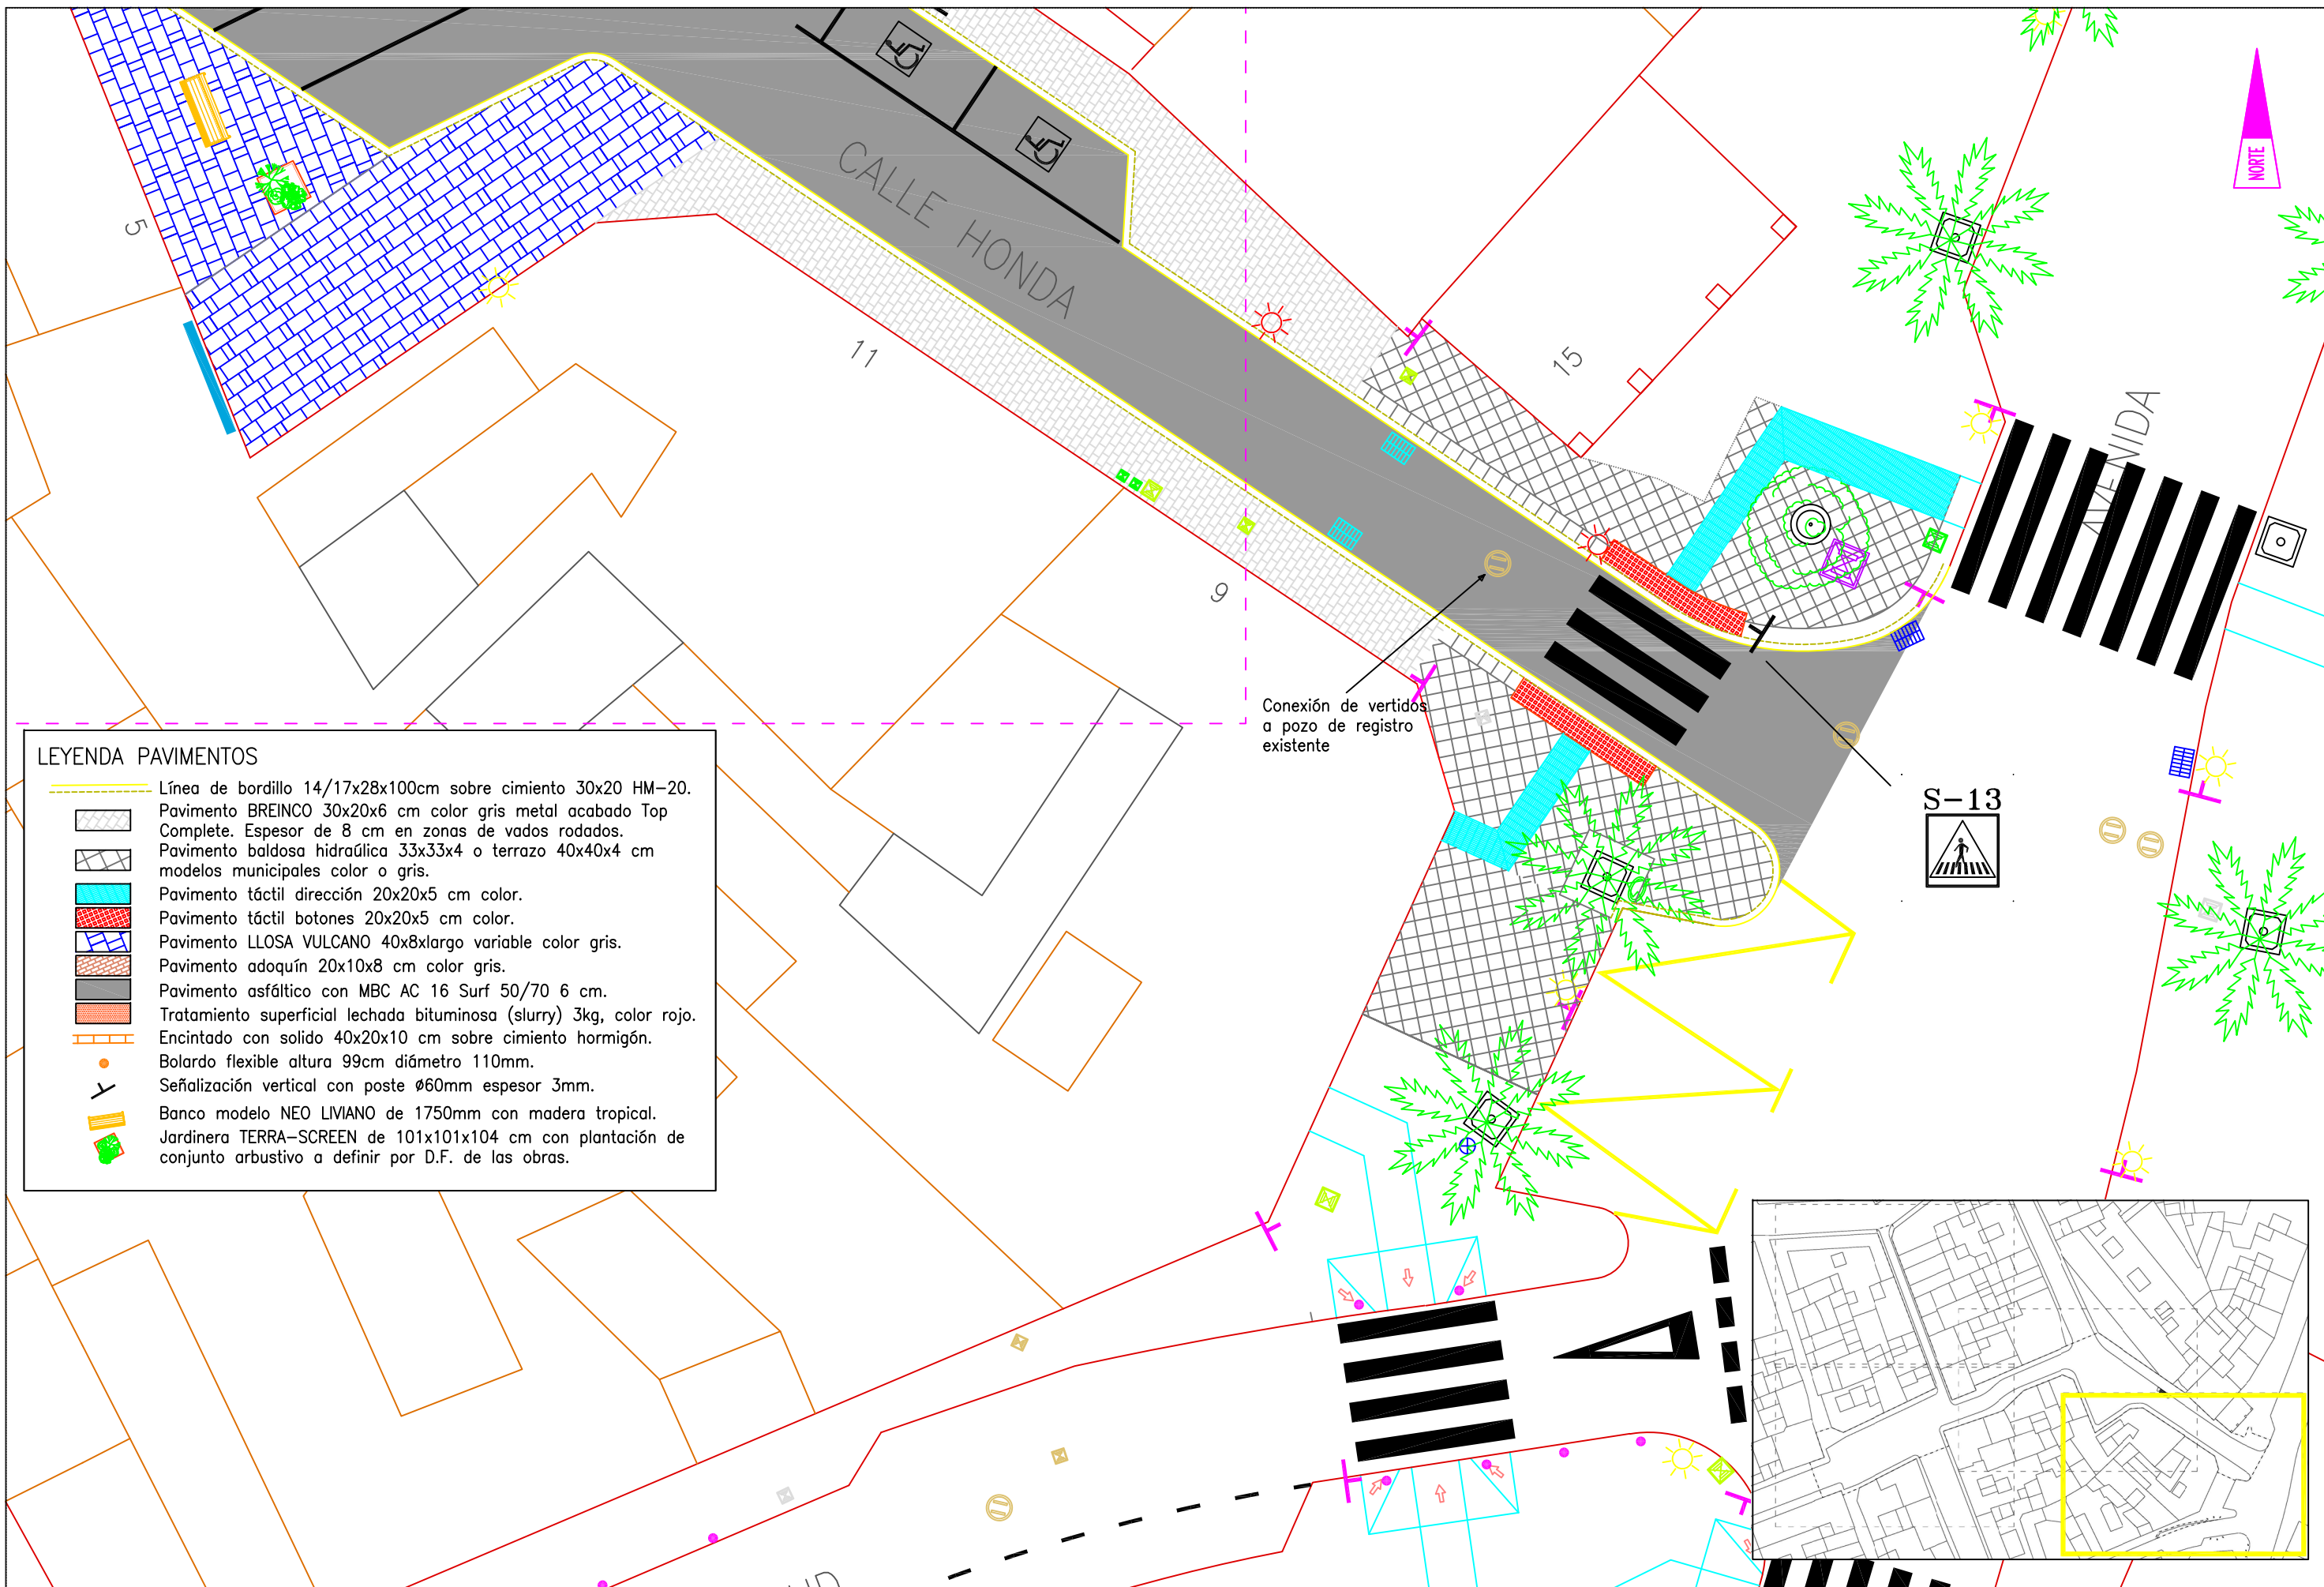 NORTE
CALLE HONDA
5
11
15
9
AVENIDA
Conexión de vertidos
a pozo de registro
existente
S-13
LEYENDA PAVIMENTOS
Línea de bordillo 14/17x28x100cm sobre cimiento 30x20 HM-20.
Pavimento BREINCO 30x20x6 cm color gris metal acabado Top
Complete. Espesor de 8 cm en zonas de vados rodados.
Pavimento baldosa hidraúlica 33x33x4 o terrazo 40x40x4 cm
modelos municipales color o gris.
Pavimento táctil dirección 20x20x5 cm color.
Pavimento táctil botones 20x20x5 cm color.
Pavimento LLOSA VULCANO 40x8xlargo variable color gris.
Pavimento adoquín 20x10x8 cm color gris.
Pavimento asfáltico con MBC AC 16 Surf 50/70 6 cm.
Tratamiento superficial lechada bituminosa (slurry) 3kg, color rojo.
Encintado con solido 40x20x10 cm sobre cimiento hormigón.
Bolardo flexible altura 99cm diámetro 110mm.
Señalización vertical con poste ø60mm espesor 3mm.
Banco modelo NEO LIVIANO de 1750mm con madera tropical.
Jardinera TERRA-SCREEN de 101x101x104 cm con plantación de
conjunto arbustivo a definir por D.F. de las obras.